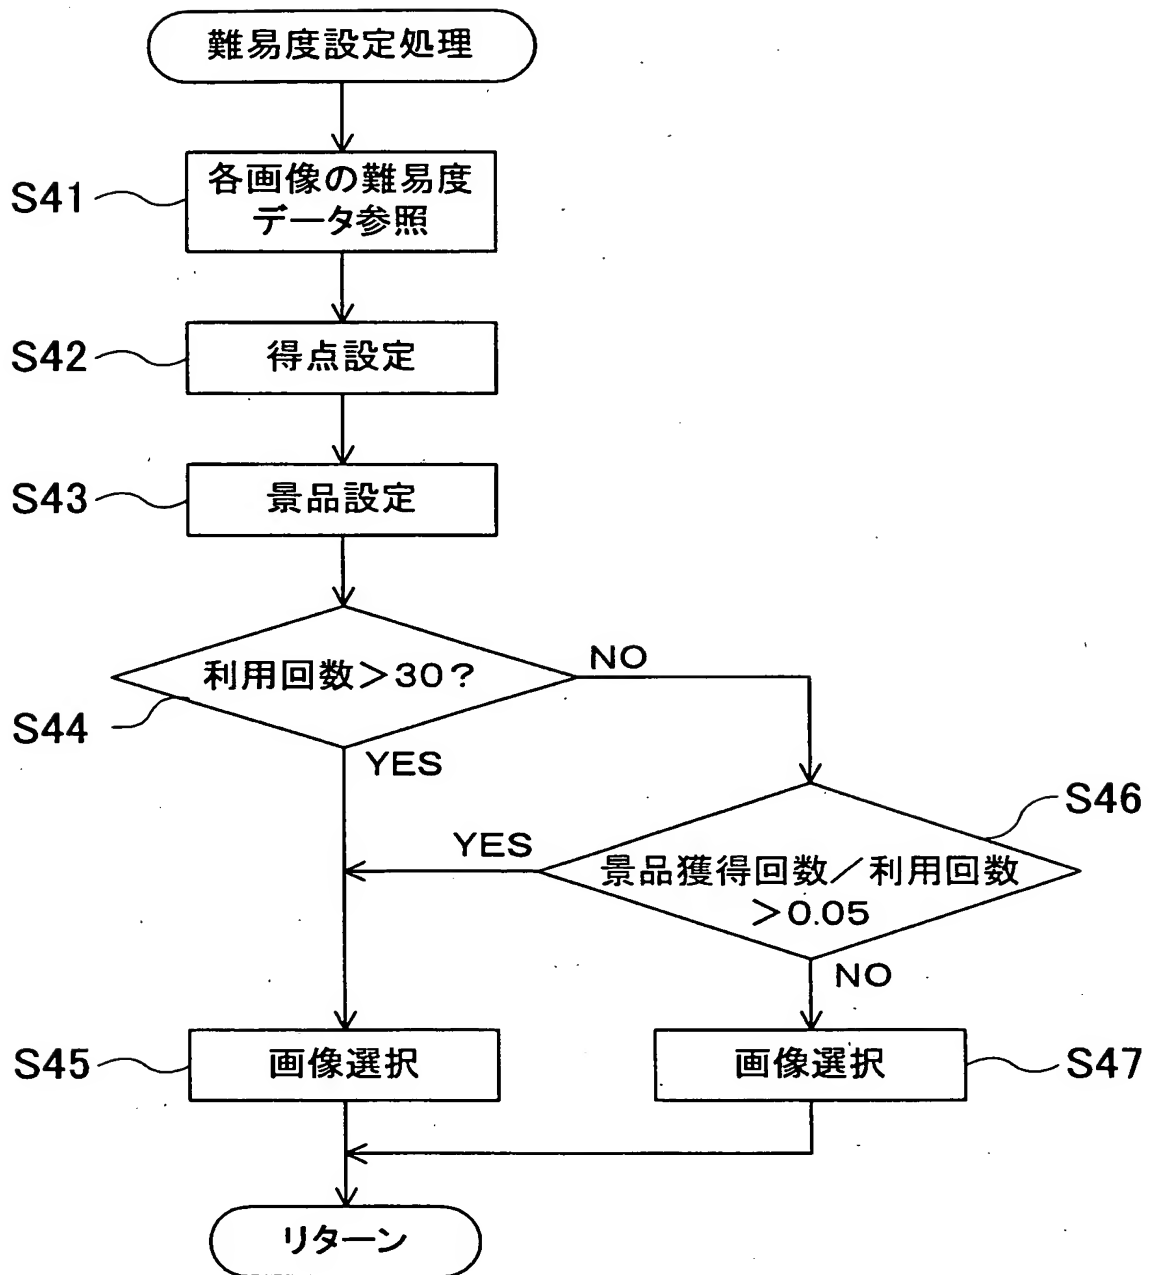 難易度設定処理
S41
各画像の難易度
データ参照
S42
得点設定
S43
景品設定
利用回数＞30？
NO
S44
YES
S46
YES
景品獲得回数／利用回数
＞0.05
NO
S45
画像選択
画像選択
S47
リターン